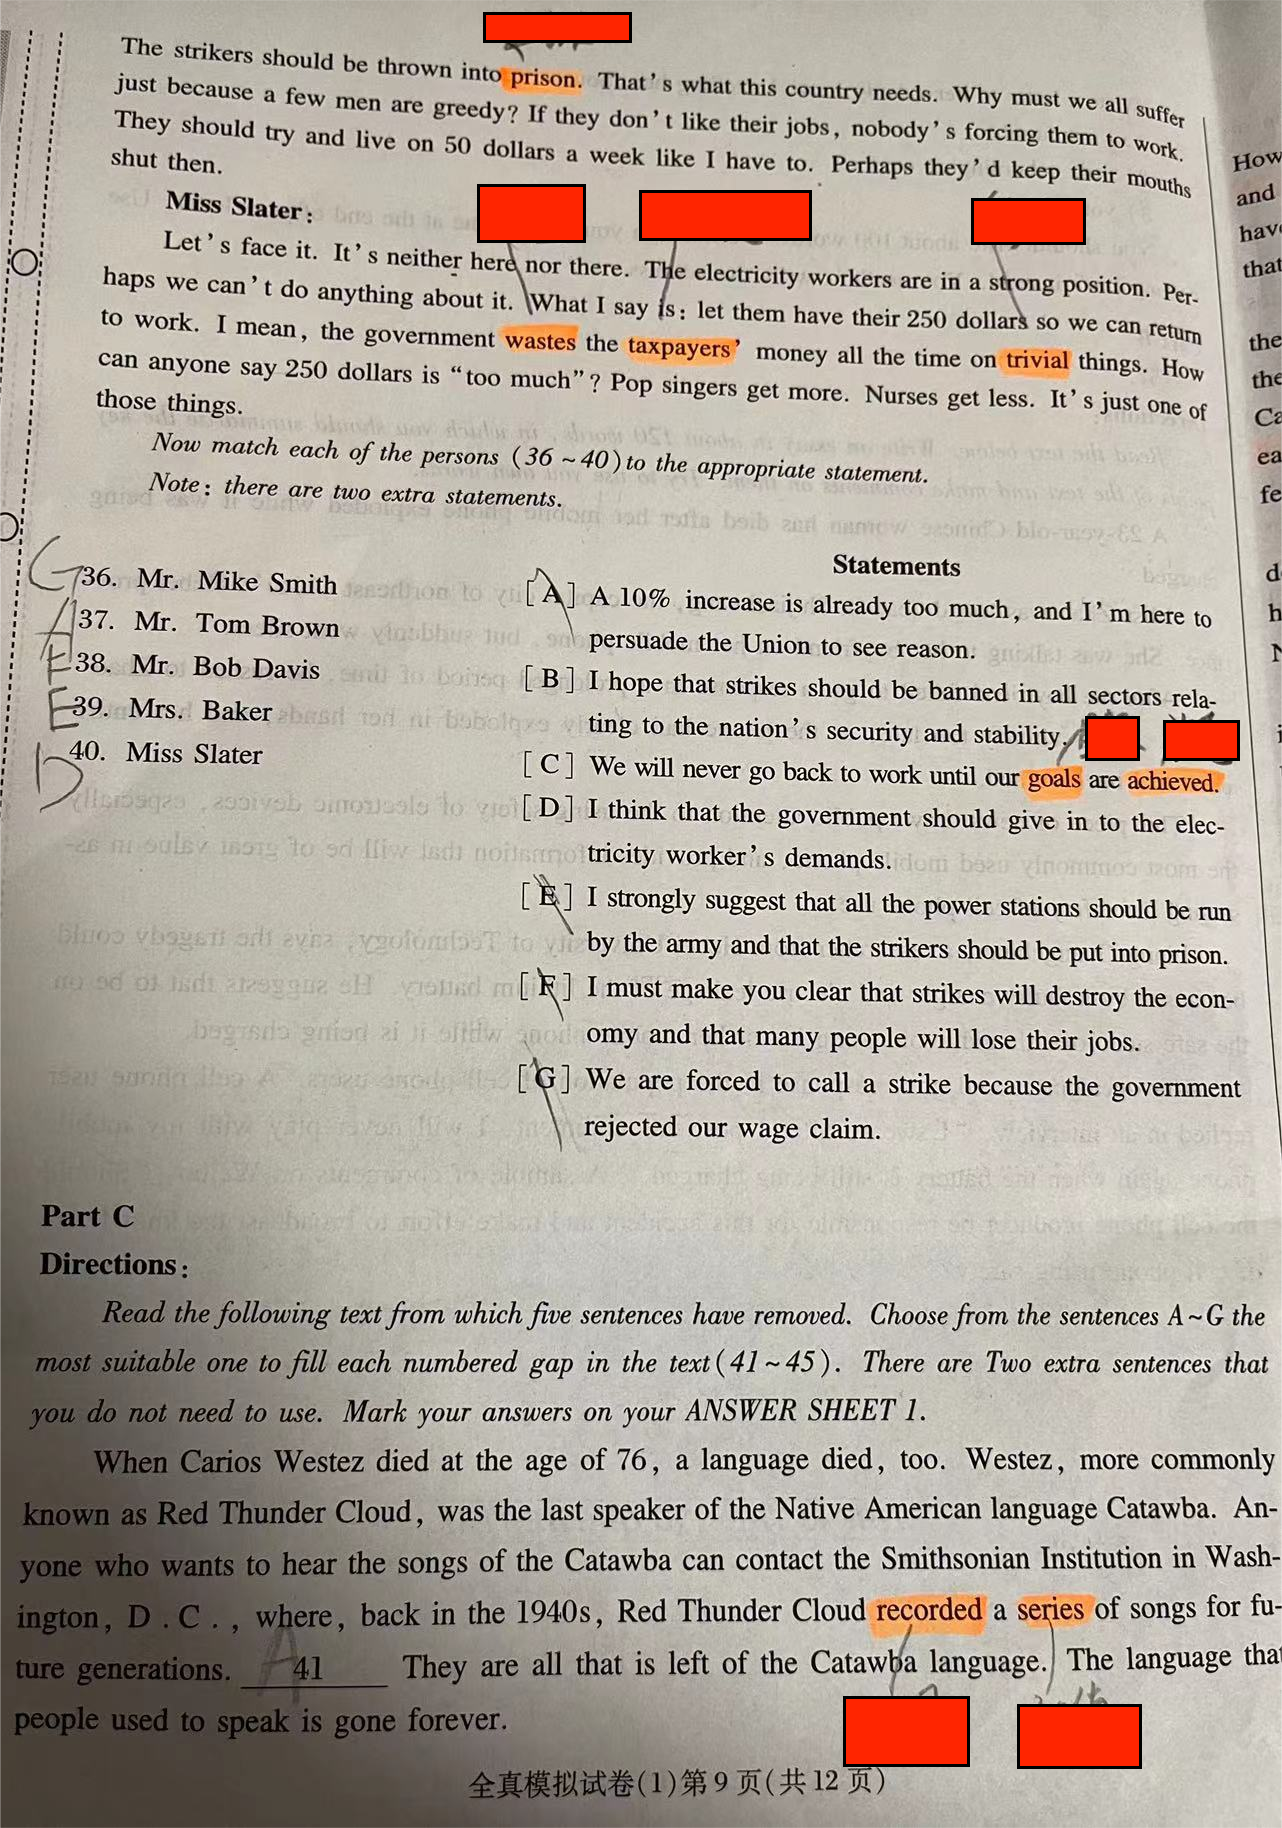 The strikers should be thrown into prison. That's what this country needs. Why must we all suffer
just because a few men are greedy? If they don't like their jobs, nobody's forcing them to work.
They should try and live on 50 dollars a week like I have to. Perhaps they'd keep their mouths
shut then.
Miss Slater:
Let's face it. It's neither here nor there. The electricity workers are in a strong position. Per-
haps we can't do anything about it. What I say is: let them have their 250 dollars so we can return
to work. I mean, the government wastes the taxpayers' money all the time on trivial things. How
can anyone say 250 dollars is "too much"? Pop singers get more. Nurses get less. It's just one of
those things.
Now match each of the persons (36~40) to the appropriate statement.
Note: there are two extra statements.
Statements
G 36. Mr. Mike Smith
A 37. Mr. Tom Brown
F 38. Mr. Bob Davis
E 39. Mrs. Baker
D 40. Miss Slater
[A] A 10% increase is already too much, and I'm here to
persuade the Union to see reason.
[B] I hope that strikes should be banned in all sectors rela-
ting to the nation's security and stability.
[C] We will never go back to work until our goals are achieved.
[D] I think that the government should give in to the elec-
tricity worker's demands.
[E] I strongly suggest that all the power stations should be run
by the army and that the strikers should be put into prison.
[F] I must make you clear that strikes will destroy the econ-
omy and that many people will lose their jobs.
[G] We are forced to call a strike because the government
rejected our wage claim.
Part C
Directions:
Read the following text from which five sentences have removed. Choose from the sentences A~G the
most suitable one to fill each numbered gap in the text (41~45). There are Two extra sentences that
you do not need to use. Mark your answers on your ANSWER SHEET 1.
When Carios Westez died at the age of 76, a language died, too. Westez, more commonly
known as Red Thunder Cloud, was the last speaker of the Native American language Catawba. An-
yone who wants to hear the songs of the Catawba can contact the Smithsonian Institution in Wash-
ington, D.C., where, back in the 1940s, Red Thunder Cloud recorded a series of songs for fu-
ture generations. A 41 They are all that is left of the Catawba language. The language that
people used to speak is gone forever.
全真模拟试卷(1)第9页(共12页)
How
and
have
that
the
the
Ca
ea
fe